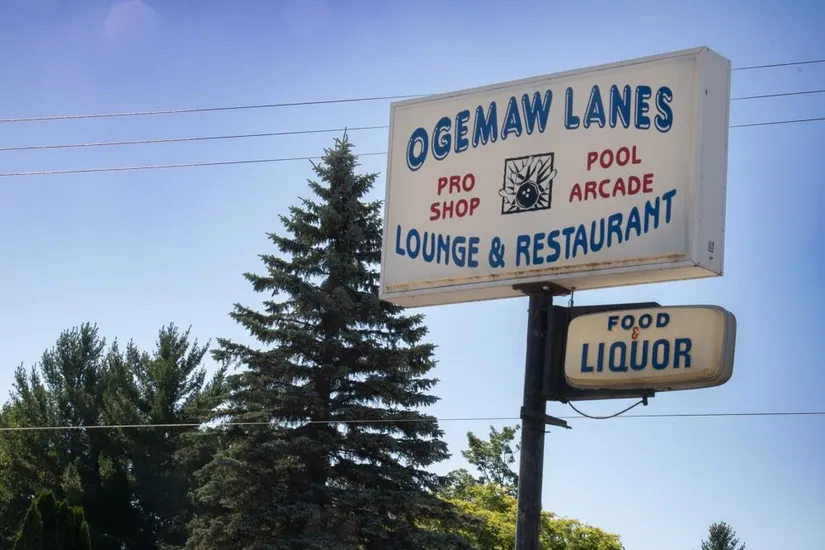 OGEMAW LANES
PRO
SHOP
POOL
ARCADE
LOUNGE & RESTAURANT
FOOD
&
LIQUOR